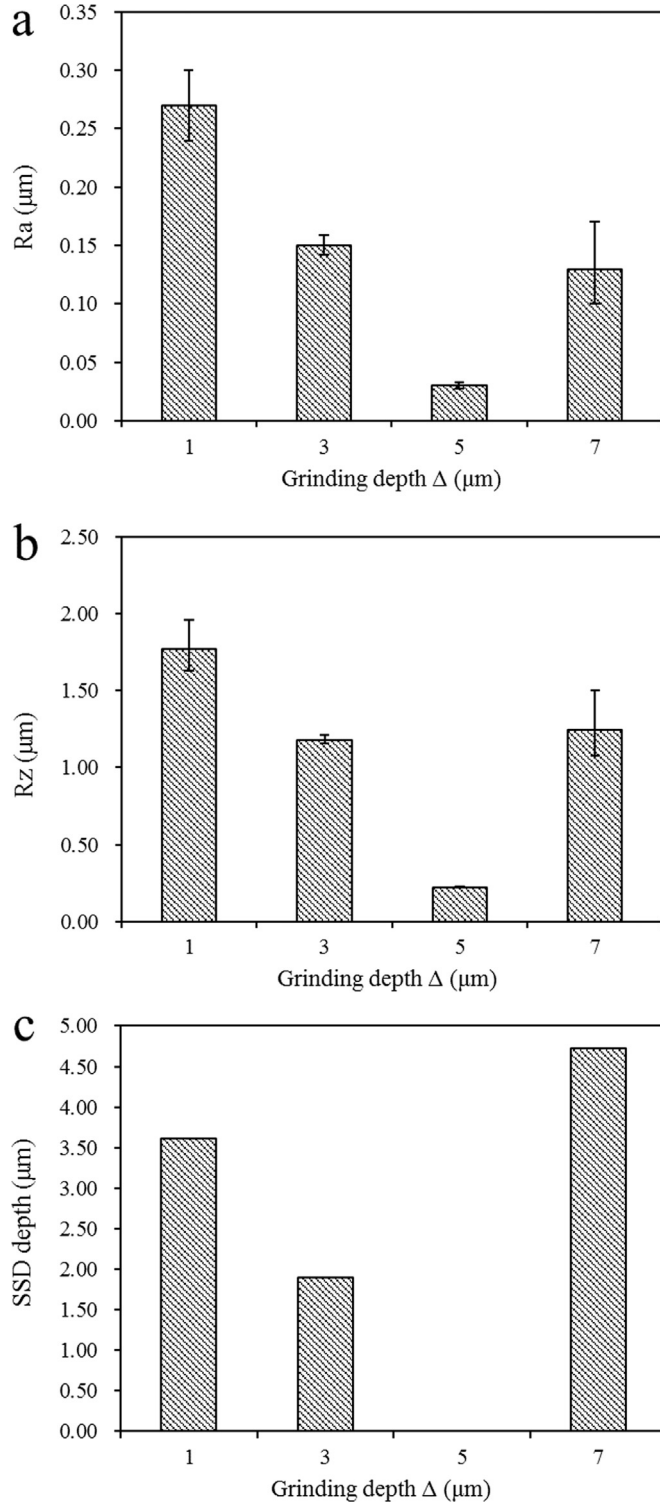 a
0.35
0.30
0.25
0.20
0.15
0.10
0.05
0.00
Ra (μm)
1 3 5 7
Grinding depth Δ (μm)
b
2.50
2.00
1.50
1.00
0.50
0.00
Rz (μm)
1 3 5 7
Grinding depth Δ (μm)
c
5.00
4.50
4.00
3.50
3.00
2.50
2.00
1.50
1.00
0.50
0.00
SSD depth (μm)
1 3 5 7
Grinding depth Δ (μm)